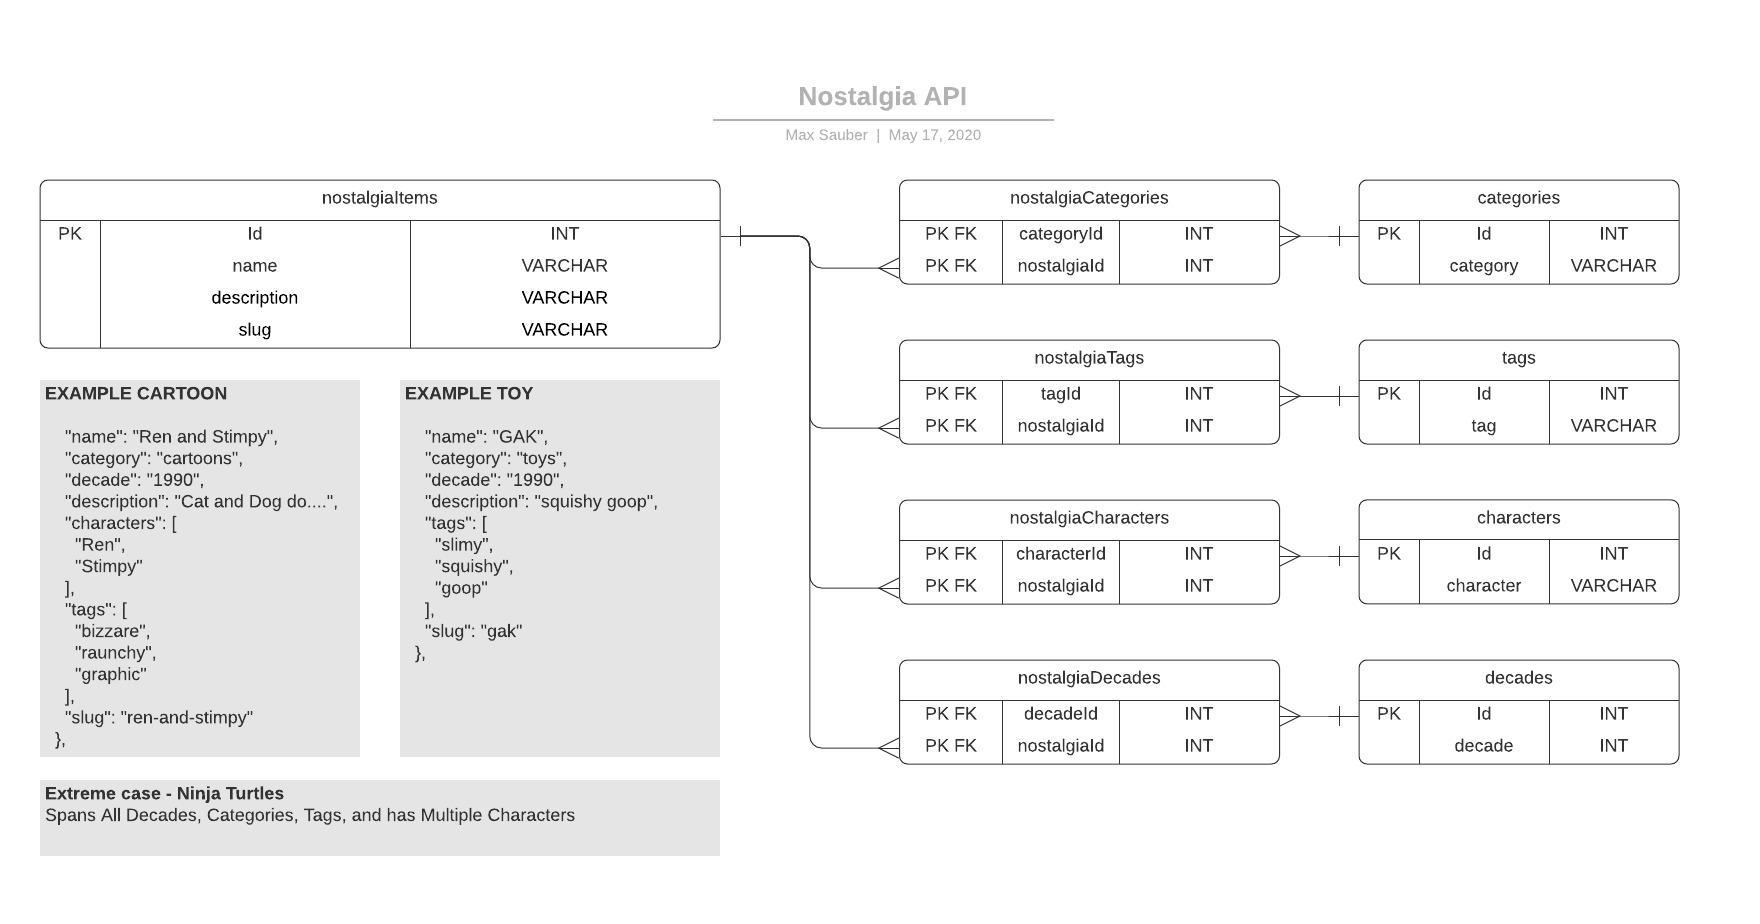 Nostalgia API
Max Sauber | May 17, 2020
nostalgiaItems
PK Id INT
name VARCHAR
description VARCHAR
slug VARCHAR
EXAMPLE CARTOON
"name": "Ren and Stimpy",
"category": "cartoons",
"decade": "1990",
"description": "Cat and Dog do....",
"characters": [
"Ren",
"Stimpy"
],
"tags": [
"bizzare",
"raunchy",
"graphic"
],
"slug": "ren-and-stimpy"
},
EXAMPLE TOY
"name": "GAK",
"category": "toys",
"decade": "1990",
"description": "squishy goop",
"tags": [
"slimy",
"squishy",
"goop"
],
"slug": "gak"
},
Extreme case - Ninja Turtles
Spans All Decades, Categories, Tags, and has Multiple Characters
nostalgiaCategories
PK FK categoryId INT
PK FK nostalgiaId INT
categories
PK Id INT
category VARCHAR
nostalgiaTags
PK FK tagId INT
PK FK nostalgiaId INT
tags
PK Id INT
tag VARCHAR
nostalgiaCharacters
PK FK characterId INT
PK FK nostalgiaId INT
characters
PK Id INT
character VARCHAR
nostalgiaDecades
PK FK decadeId INT
PK FK nostalgiaId INT
decades
PK Id INT
decade INT